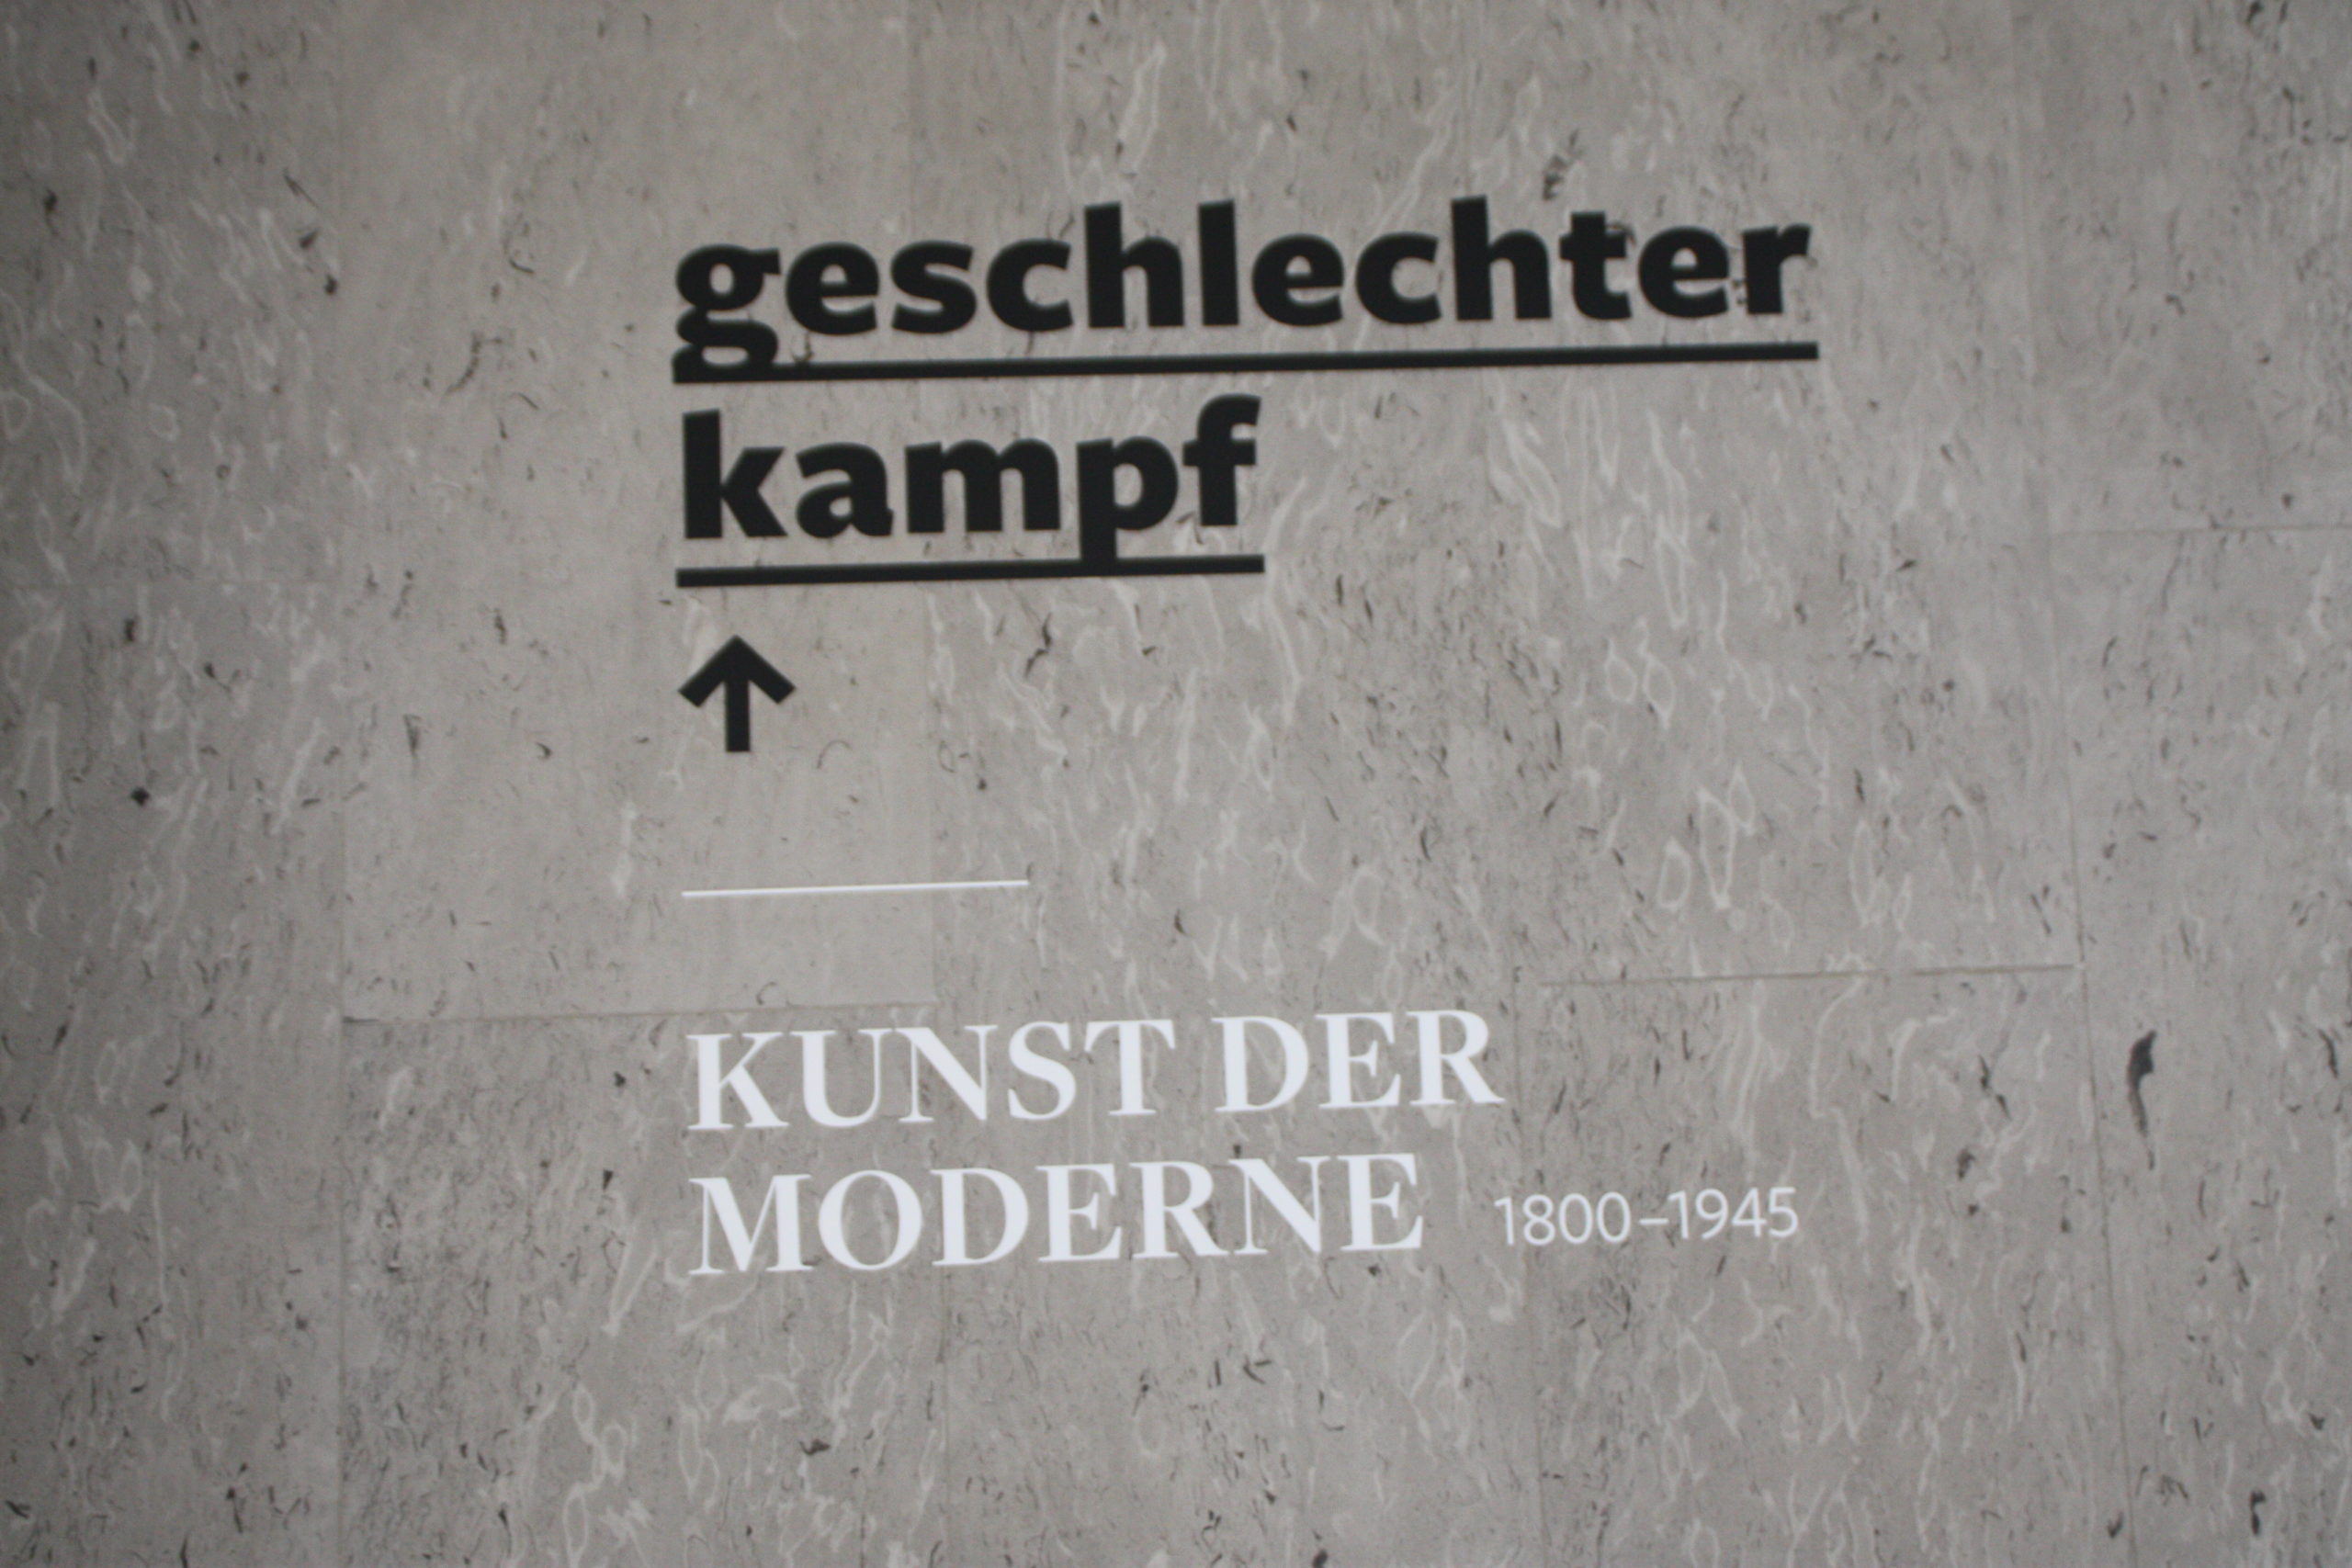 geschlechter
kampf
↑
KUNST DER
MODERNE 1800–1945